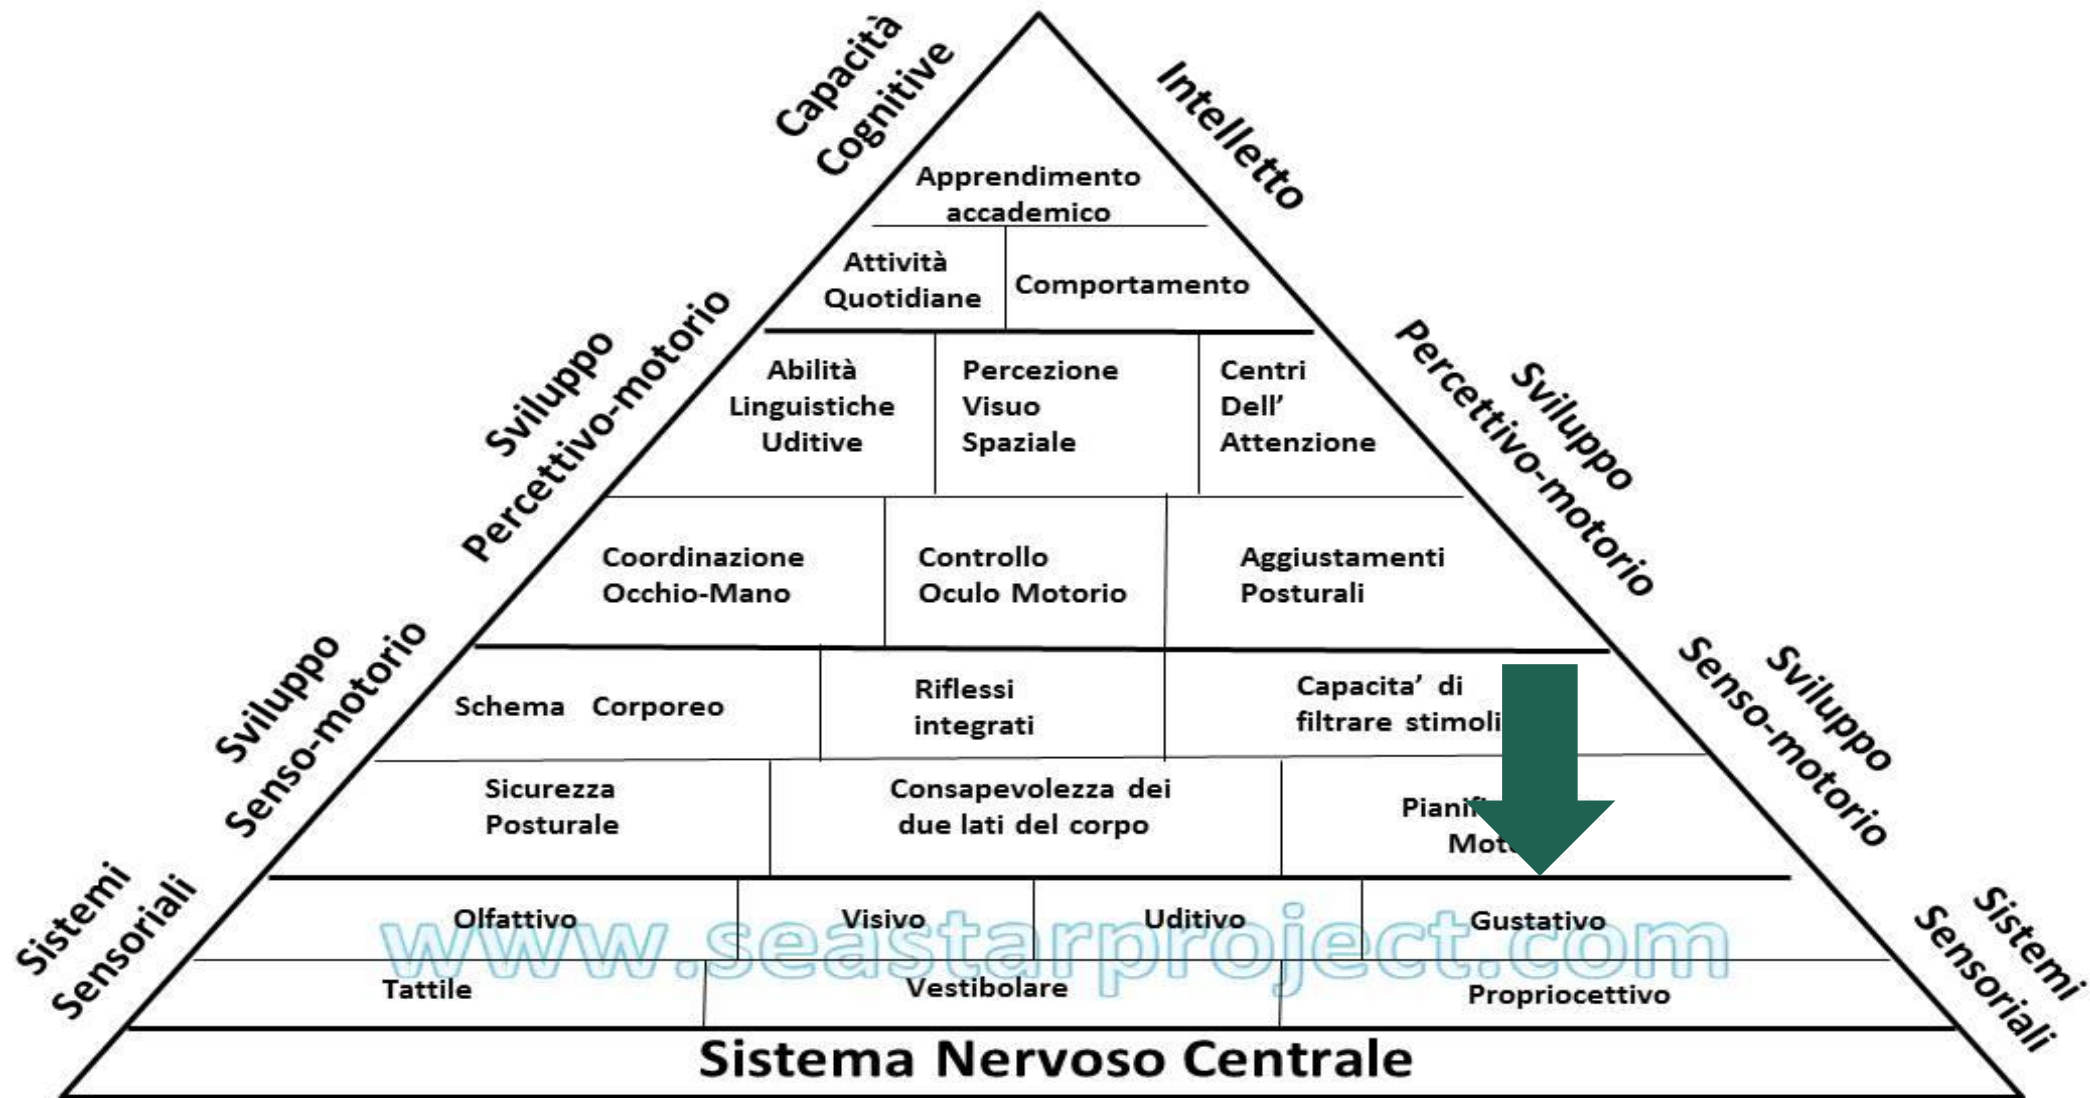 Capacità
Cognitive
Intelletto
Apprendimento
accademico
Attività
Quotidiane
Comportamento
Sviluppo
Percettivo-motorio
Sviluppo
Percettivo-motorio
Abilità
Linguistiche
Uditive
Percezione
Visuo
Spaziale
Centri
Dell’
Attenzione
Coordinazione
Occhio-Mano
Controllo
Oculo Motorio
Aggiustamenti
Posturali
Sviluppo
Senso-motorio
Sviluppo
Senso-motorio
Schema Corporeo
Riflessi
integrati
Capacita’ di
filtrare stimoli
Sicurezza
Posturale
Consapevolezza dei
due lati del corpo
Sistemi
Sensoriali
Sistemi
Sensoriali
Olfattivo
Visivo
Uditivo
Gustativo
www.seastarproject.com
Tattile
Vestibolare
Propriocettivo
Sistema Nervoso Centrale